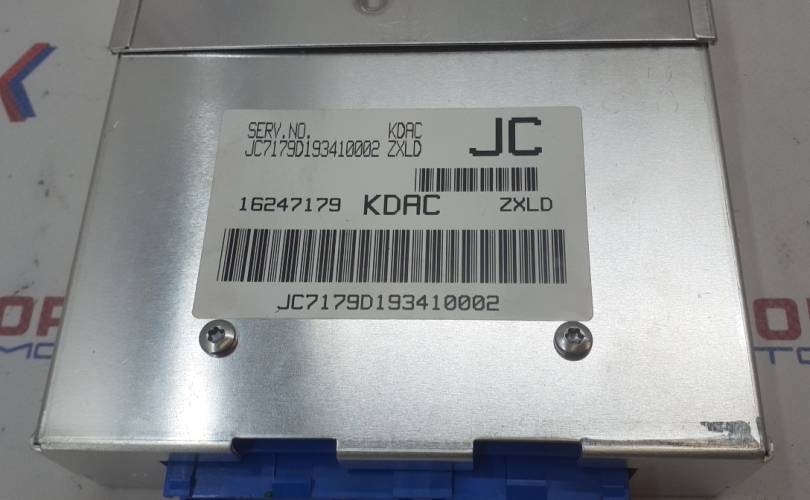 SERV.NO. KDAC JC
JC7179D193410002 ZXLD
16247179 KDAC ZXLD
JC7179D193410002